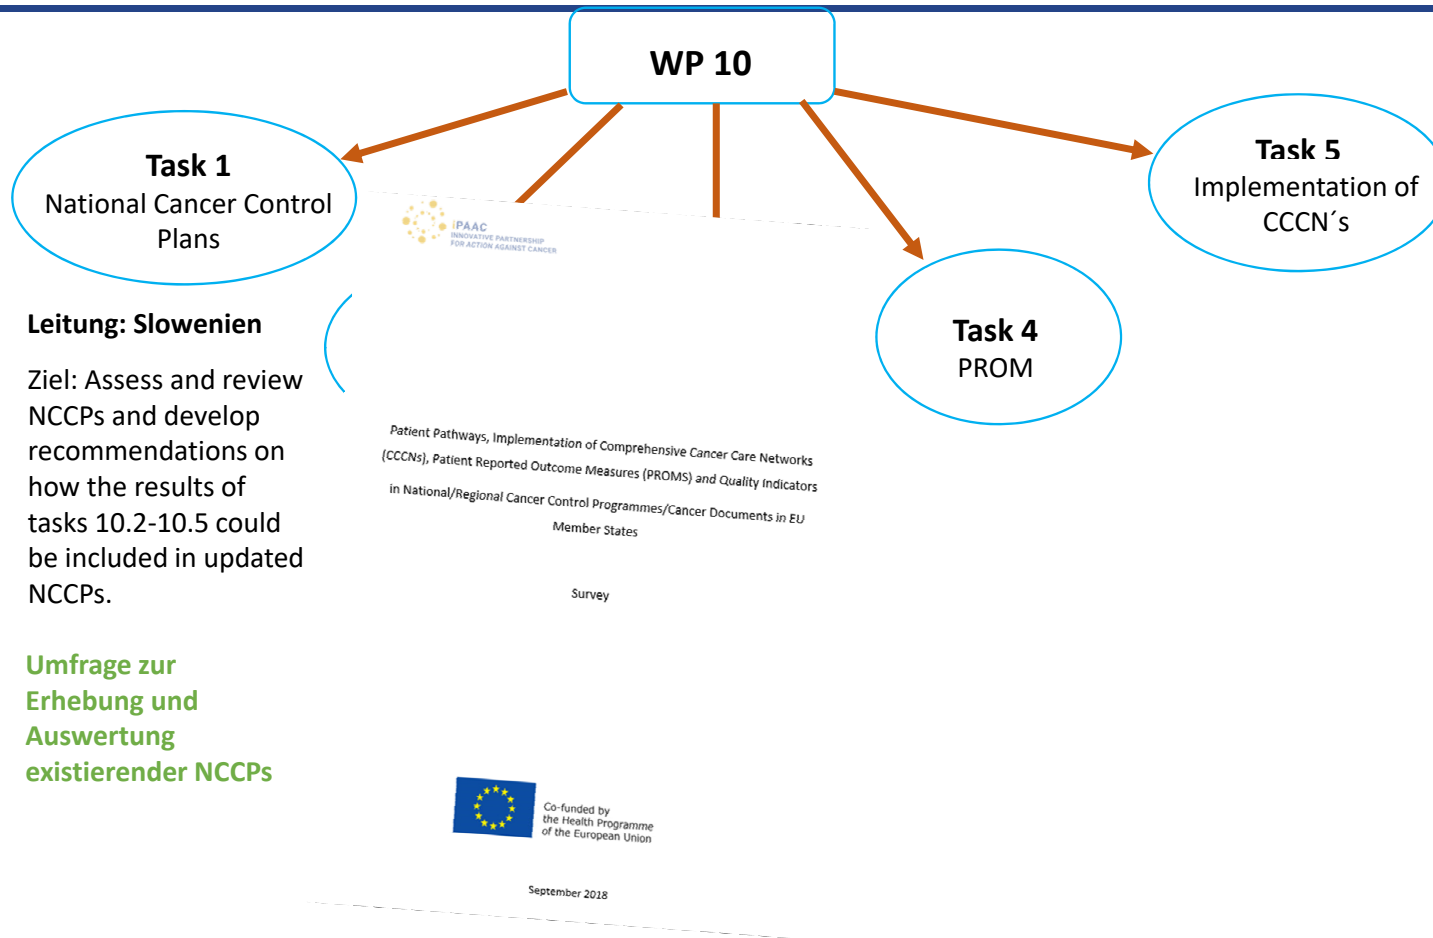 WP 10
Task 1
National Cancer Control
Plans
Task 5
Implementation of
CCCN´s
iPAAC
INNOVATIVE PARTNERSHIP
FOR ACTION AGAINST CANCER
Leitung: Slowenien
Ziel: Assess and review
NCCPs and develop
recommendations on
how the results of
tasks 10.2-10.5 could
be included in updated
NCCPs.
Umfrage zur
Erhebung und
Auswertung
existierender NCCPs
Task 4
PROM
Patient Pathways, Implementation of Comprehensive Cancer Care Networks
(CCCNs), Patient Reported Outcome Measures (PROMS) and Quality Indicators
in National/Regional Cancer Control Programmes/Cancer Documents in EU
Member States
Survey
Co-funded by
the Health Programme
of the European Union
September 2018